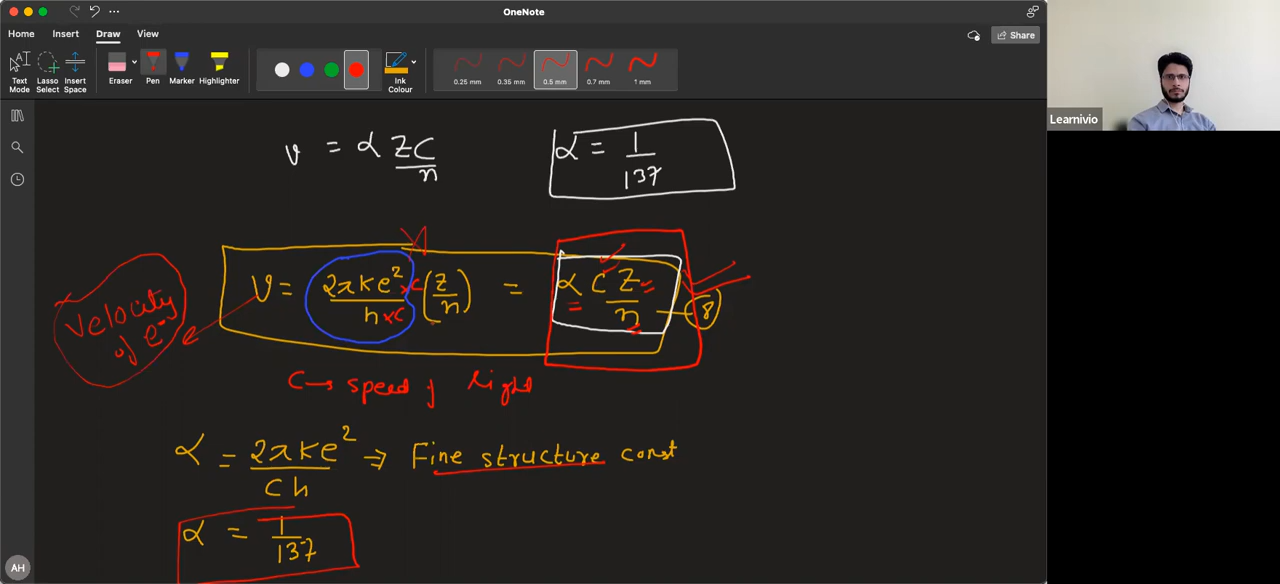 OneNote
Home Insert Draw View
Share
Text Mode Lasso Select Insert Space Eraser Pen Marker Highlighter Ink Colour 0.25 mm 0.35 mm 0.5 mm 0.7 mm 1 mm
Learnivio
v = α ZC/n
α = 1/137
Velocity of e⁻
V = 2πke²×c/h×c (Z/n) = α C Z/n — 8
C → speed of light
α = 2πke²/Ch ⇒ Fine structure const
α = 1/137
AH